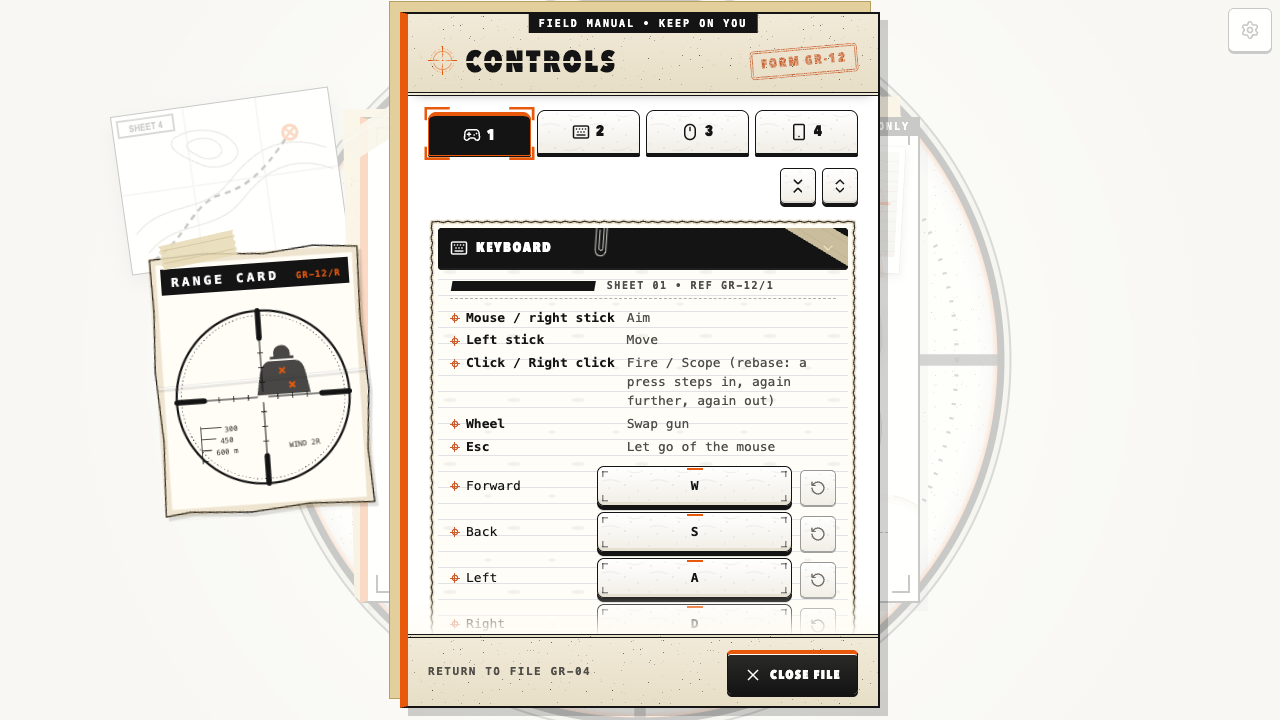 FIELD MANUAL • KEEP ON YOU
CONTROLS
FORM GR-12
1
2
3
4
ONLY
SHEET 4
RANGE CARD GR-12/R
300
450
600 m
WIND 2R
KEYBOARD
SHEET 01 • REF GR-12/1
Mouse / right stick Aim
Left stick Move
Click / Right click Fire / Scope (rebase: a
press steps in, again
further, again out)
Wheel Swap gun
Esc Let go of the mouse
Forward W
Back S
Left A
Right D
RETURN TO FILE GR-04
CLOSE FILE